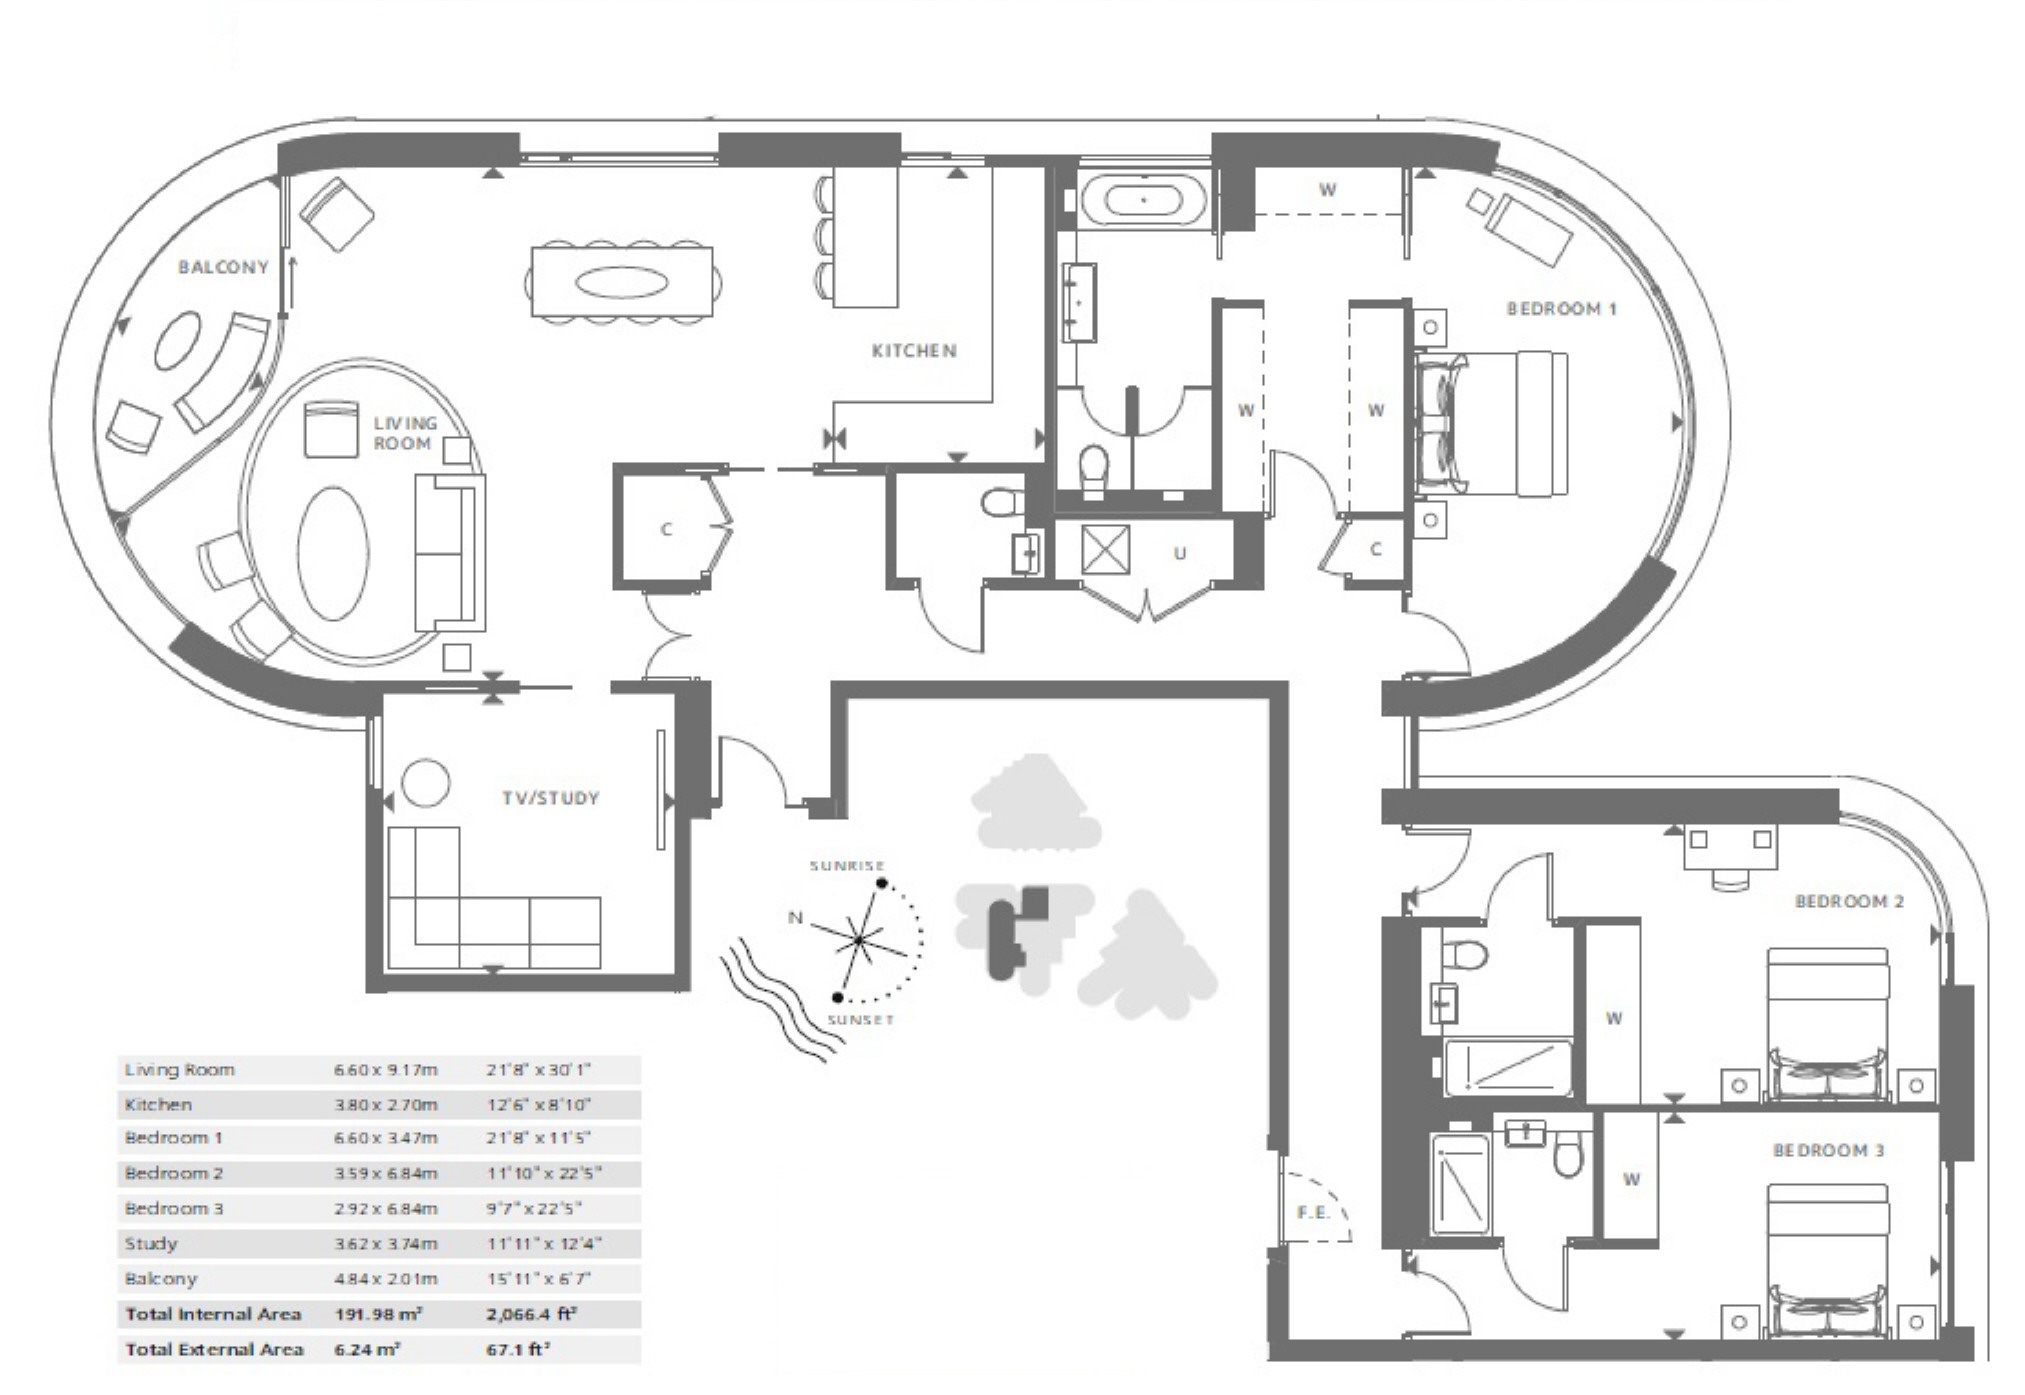 W
BALCONY
BEDROOM 1
KITCHEN
LIVING
ROOM
W
W
C
U
C
TV/STUDY
SUNRISE
N
SUNSET
BEDROOM 2
W
BEDROOM 3
W
F.E.
Living Room 6.60 x 9.17m 21'8" x 30'1"
Kitchen 3.80 x 2.70m 12'6" x 8'10"
Bedroom 1 6.60 x 3.47m 21'8" x 11'5"
Bedroom 2 3.59 x 6.84m 11'10" x 22'5"
Bedroom 3 2.92 x 6.84m 9'7" x 22'5"
Study 3.62 x 3.74m 11'11" x 12'4"
Balcony 4.84 x 2.01m 15'11" x 6'7"
Total Internal Area 191.98 m² 2,066.4 ft²
Total External Area 6.24 m² 67.1 ft²